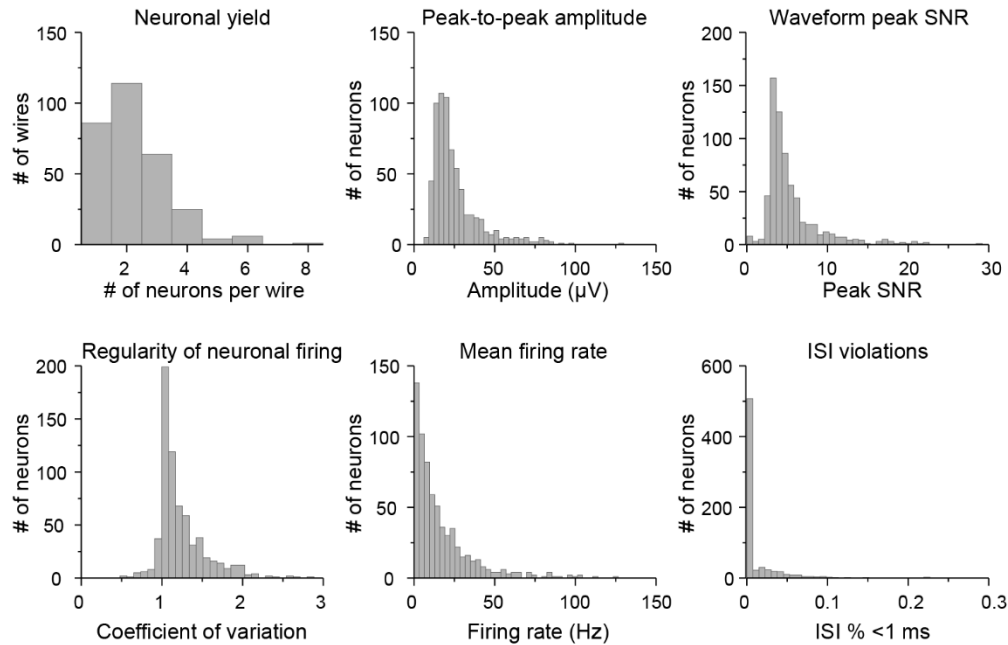 Neuronal yield
150
100
50
0
# of wires
2 4 6 8
# of neurons per wire
Peak-to-peak amplitude
150
100
50
0
# of neurons
0 50 100 150
Amplitude (µV)
Waveform peak SNR
200
150
100
50
0
# of neurons
0 10 20 30
Peak SNR
Regularity of neuronal firing
200
150
100
50
0
# of neurons
0 1 2 3
Coefficient of variation
Mean firing rate
150
100
50
0
# of neurons
0 50 100 150
Firing rate (Hz)
ISI violations
600
400
200
0
# of neurons
0 0.1 0.2 0.3
ISI % <1 ms